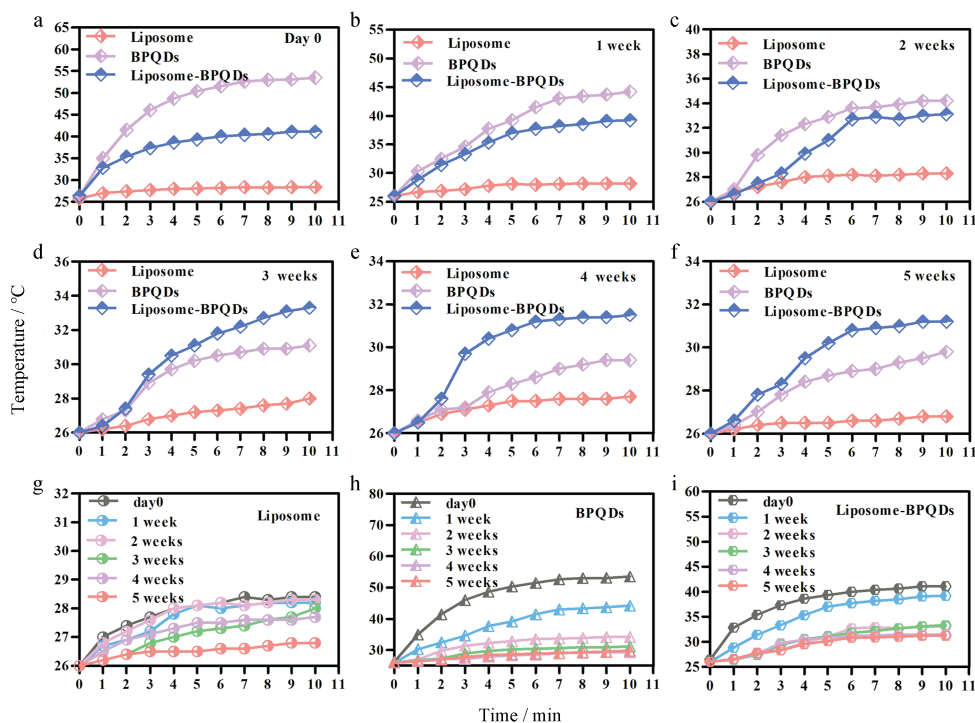 a
65
60
55
50
45
40
35
30
25
Liposome
BPQDs
Liposome-BPQDs
Day 0
0 1 2 3 4 5 6 7 8 9 10 11
b
45
40
35
30
25
Liposome
BPQDs
Liposome-BPQDs
1 week
0 1 2 3 4 5 6 7 8 9 10 11
c
40
38
36
34
32
30
28
26
Liposome
BPQDs
Liposome-BPQDs
2 weeks
0 1 2 3 4 5 6 7 8 9 10 11
Temperature / °C
d
36
34
32
30
28
26
Liposome
BPQDs
Liposome-BPQDs
3 weeks
0 1 2 3 4 5 6 7 8 9 10 11
e
34
32
30
28
26
Liposome
BPQDs
Liposome-BPQDs
4 weeks
0 1 2 3 4 5 6 7 8 9 10 11
f
34
32
30
28
26
Liposome
BPQDs
Liposome-BPQDs
5 weeks
0 1 2 3 4 5 6 7 8 9 10 11
g
32
31
30
29
28
27
26
day0
1 week
2 weeks
3 weeks
4 weeks
5 weeks
Liposome
0 1 2 3 4 5 6 7 8 9 10 11
h
80
70
60
50
40
30
day0
1 week
2 weeks
3 weeks
4 weeks
5 weeks
BPQDs
0 1 2 3 4 5 6 7 8 9 10 11
i
60
55
50
45
40
35
30
25
day0
1 week
2 weeks
3 weeks
4 weeks
5 weeks
Liposome-BPQDs
0 1 2 3 4 5 6 7 8 9 10 11
Time / min